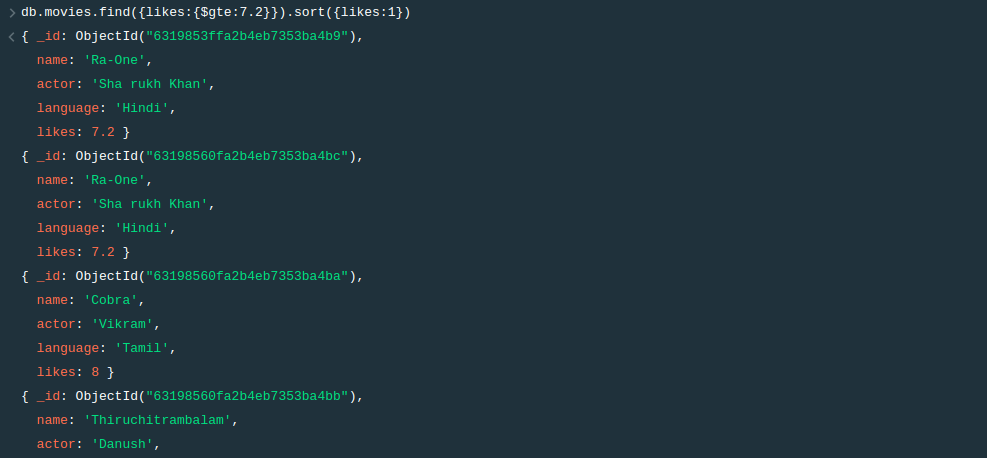 db.movies.find({likes:{$gte:7.2}}).sort({likes:1})
{ _id: ObjectId("6319853ffa2b4eb7353ba4b9"),
name: 'Ra-One',
actor: 'Sha rukh Khan',
language: 'Hindi',
likes: 7.2 }
{ _id: ObjectId("63198560fa2b4eb7353ba4bc"),
name: 'Ra-One',
actor: 'Sha rukh Khan',
language: 'Hindi',
likes: 7.2 }
{ _id: ObjectId("63198560fa2b4eb7353ba4ba"),
name: 'Cobra',
actor: 'Vikram',
language: 'Tamil',
likes: 8 }
{ _id: ObjectId("63198560fa2b4eb7353ba4bb"),
name: 'Thiruchitrambalam',
actor: 'Danush',